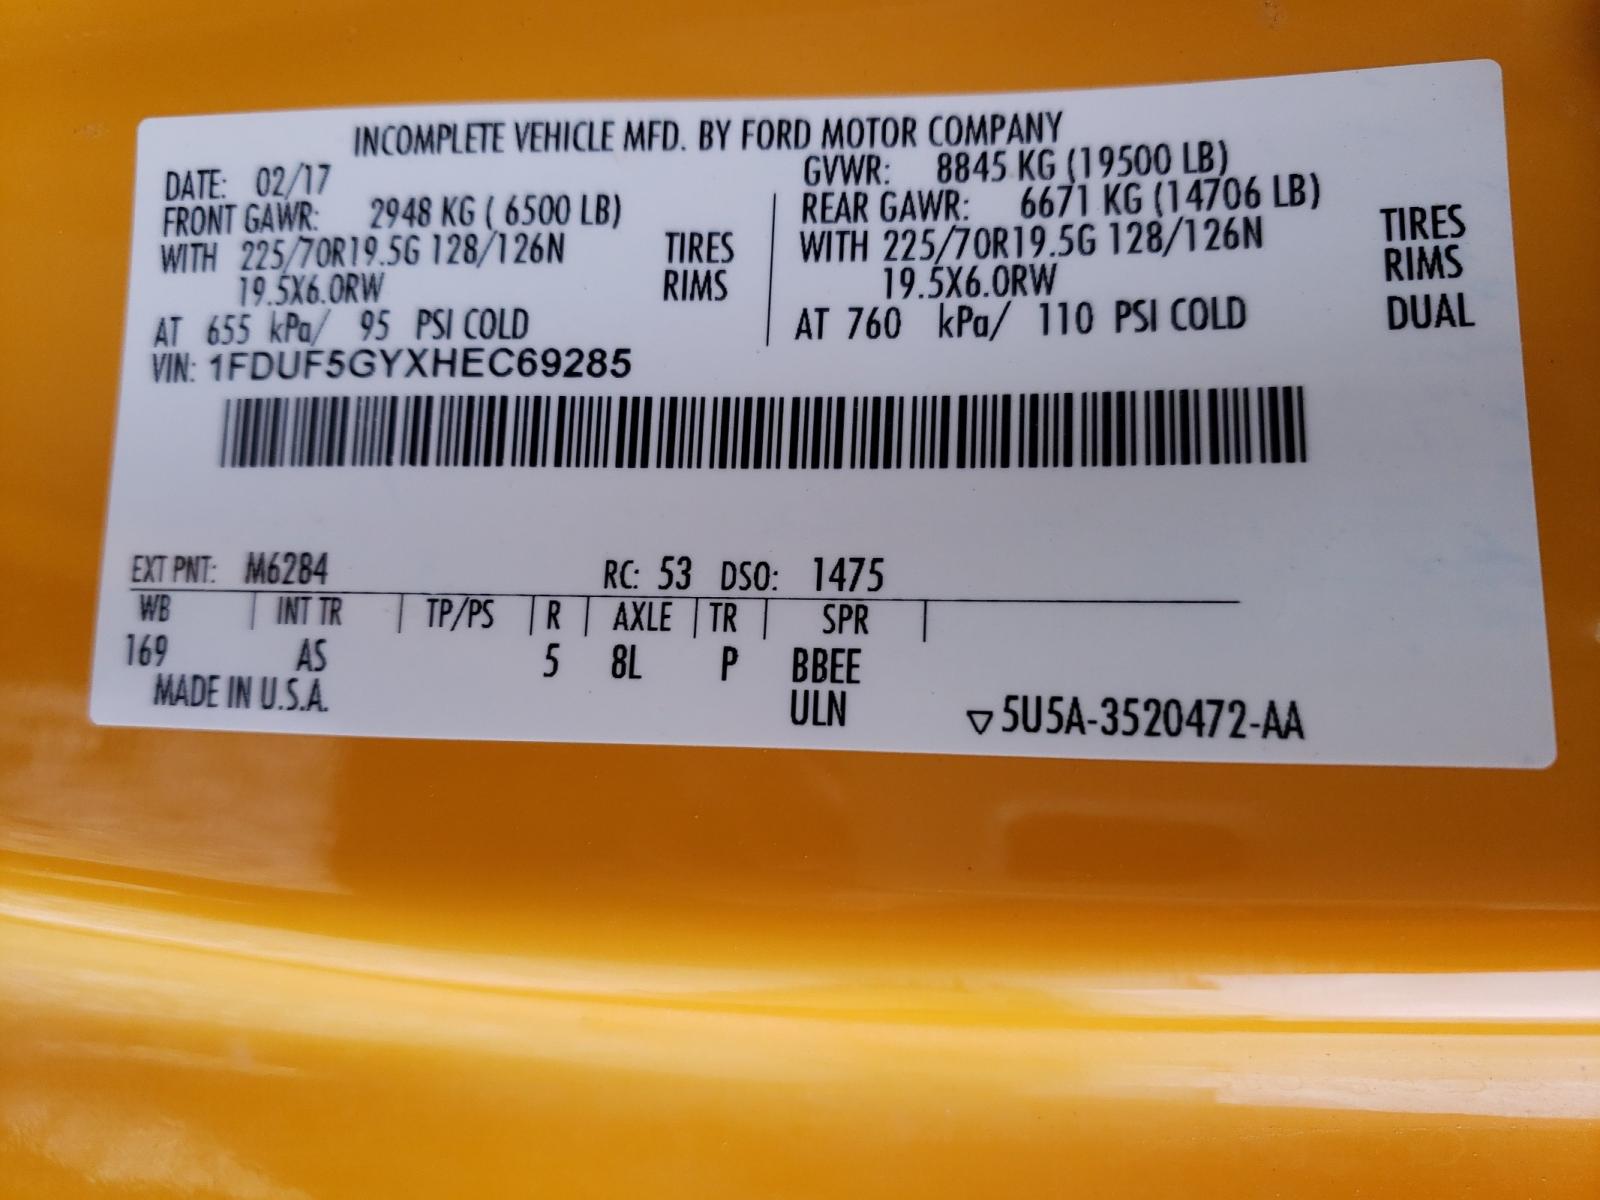 INCOMPLETE VEHICLE MFD. BY FORD MOTOR COMPANY
DATE: 02/17
GVWR: 8845 KG (19500 LB)
FRONT GAWR: 2948 KG ( 6500 LB)
REAR GAWR: 6671 KG (14706 LB)
WITH 225/70R19.5G 128/126N TIRES
WITH 225/70R19.5G 128/126N TIRES
19.5X6.0RW RIMS
19.5X6.0RW RIMS
AT 655 kPa/ 95 PSI COLD
AT 760 kPa/ 110 PSI COLD DUAL
VIN: 1FDUF5GYXHEC69285
EXT PNT: M6284 RC: 53 DSO: 1475
WB | INT TR | TP/PS | R | AXLE | TR | SPR |
169 AS 5 8L P BBEE
MADE IN U.S.A. ULN ▽5U5A-3520472-AA